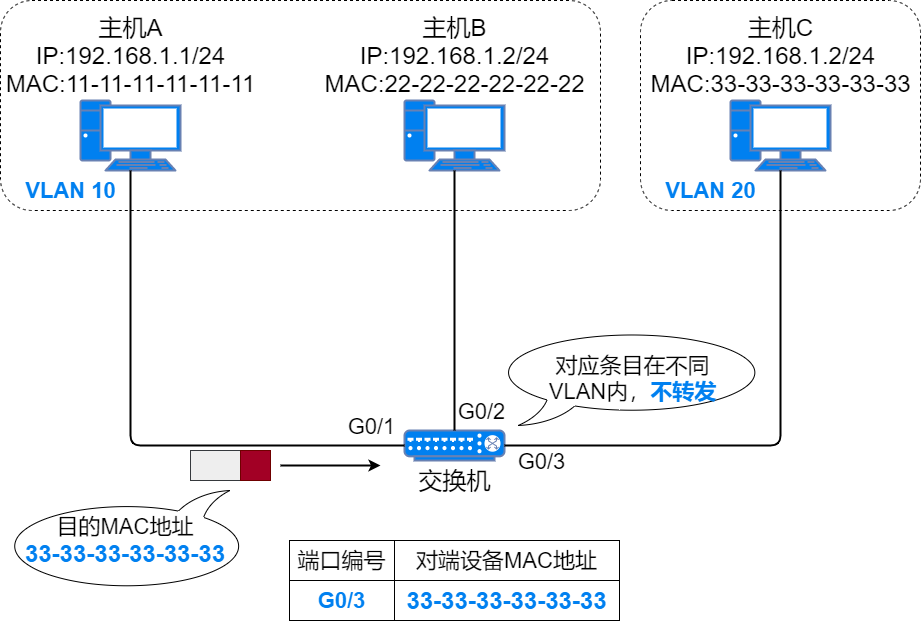 主机A
IP:192.168.1.1/24
MAC:11-11-11-11-11-11
VLAN 10
主机B
IP:192.168.1.2/24
MAC:22-22-22-22-22-22
主机C
IP:192.168.1.2/24
MAC:33-33-33-33-33-33
VLAN 20
对应条目在不同
VLAN内，不转发
G0/1
G0/2
G0/3
交换机
目的MAC地址
33-33-33-33-33-33
端口编号 对端设备MAC地址
G0/3 33-33-33-33-33-33